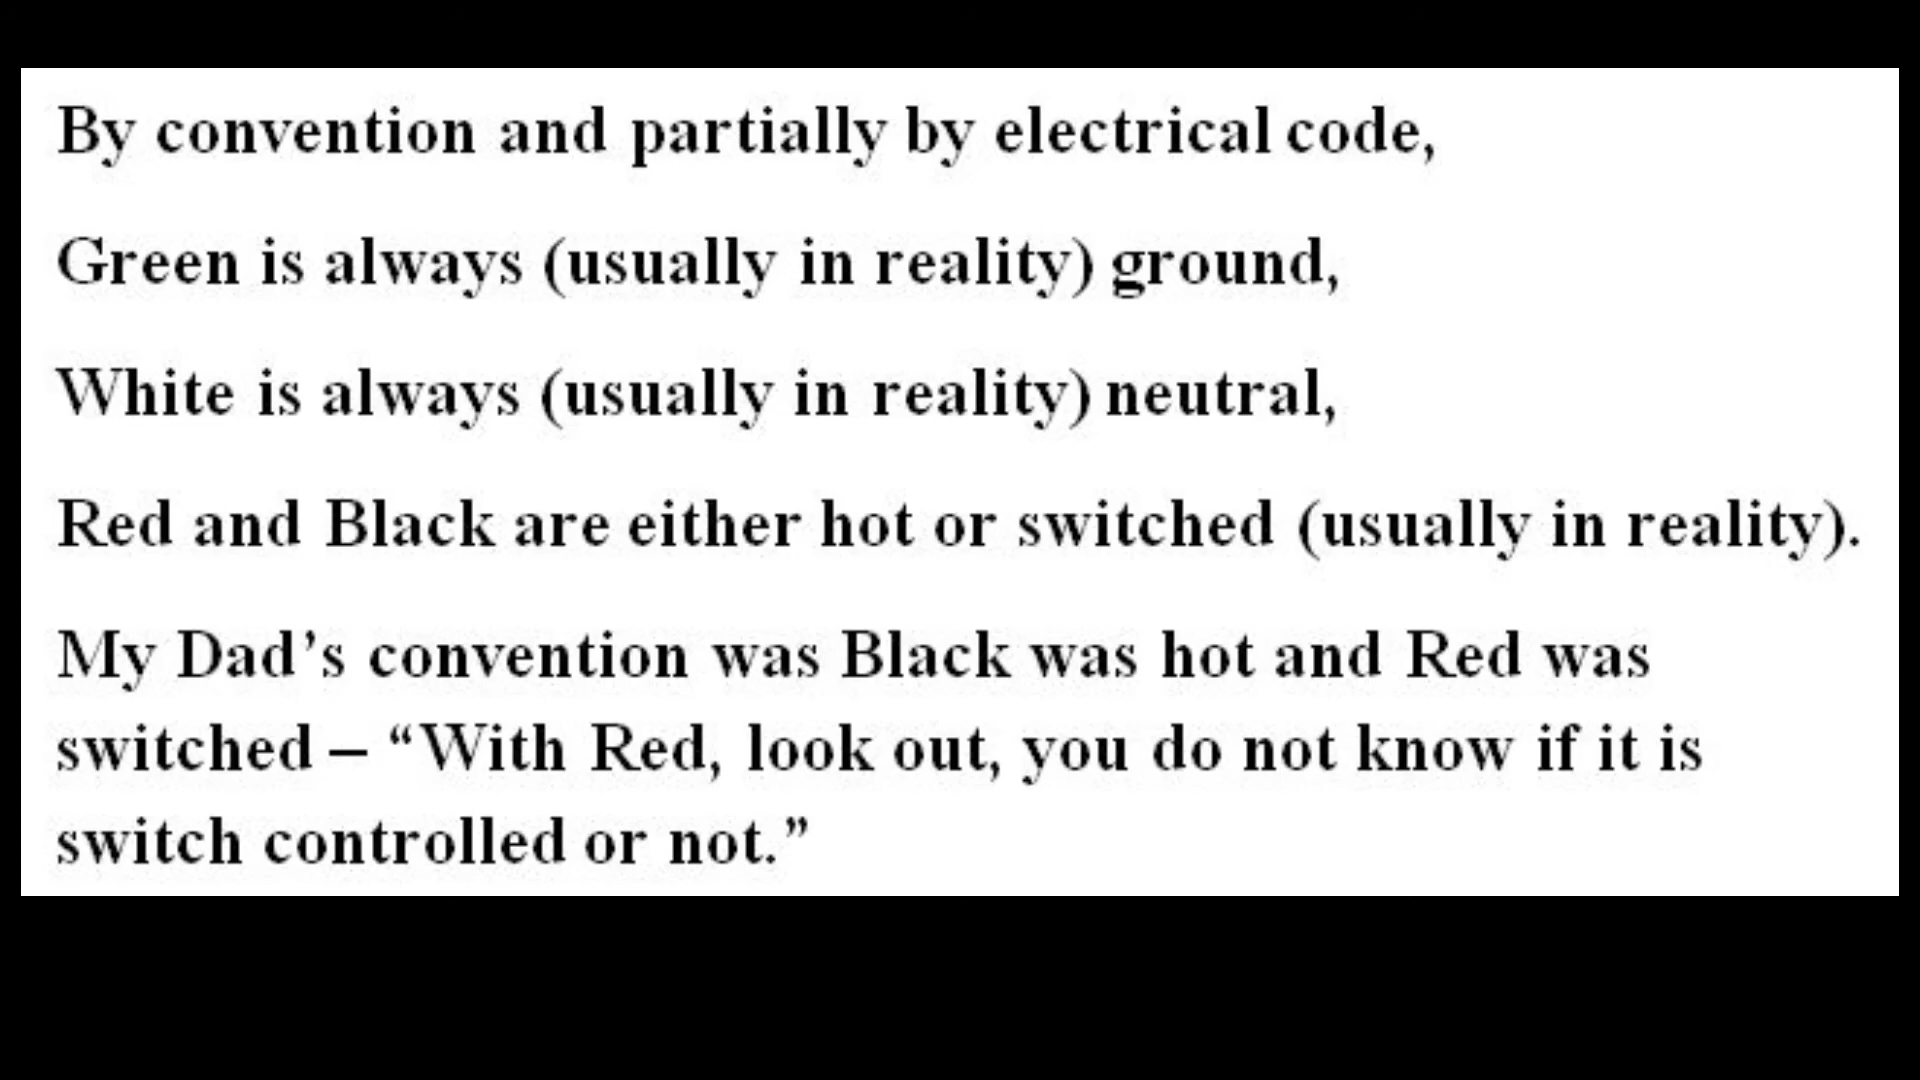 By convention and partially by electrical code,
Green is always (usually in reality) ground,
White is always (usually in reality) neutral,
Red and Black are either hot or switched (usually in reality).
My Dad’s convention was Black was hot and Red was
switched – “With Red, look out, you do not know if it is
switch controlled or not.”